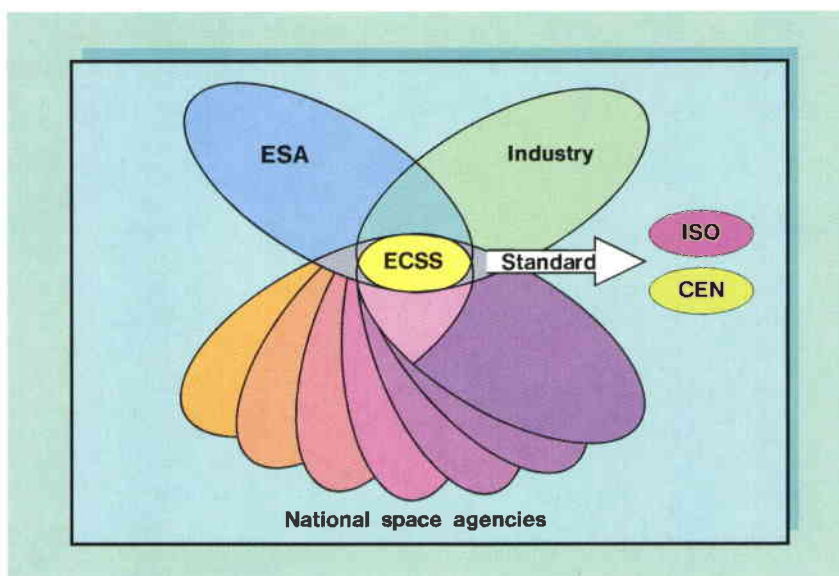 ESA
Industry
ISO
ECSS
Standard
CEN
National space agencies